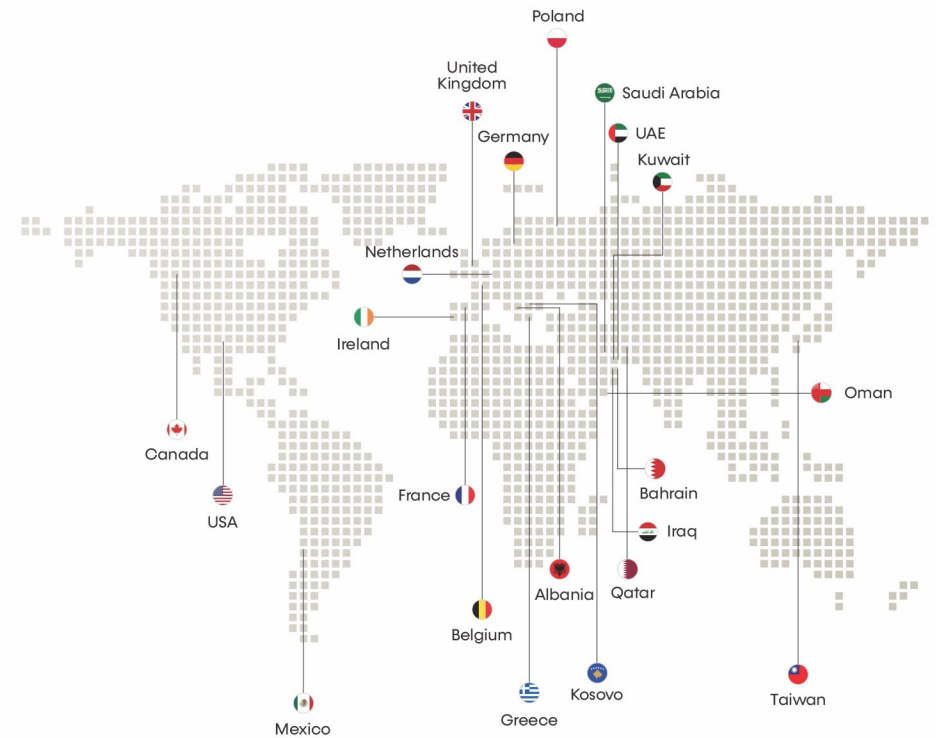 Poland
United
Kingdom
Saudi Arabia
Germany
UAE
Kuwait
Netherlands
Ireland
Oman
Canada
France
Bahrain
USA
Iraq
Albania
Qatar
Belgium
Kosovo
Taiwan
Greece
Mexico